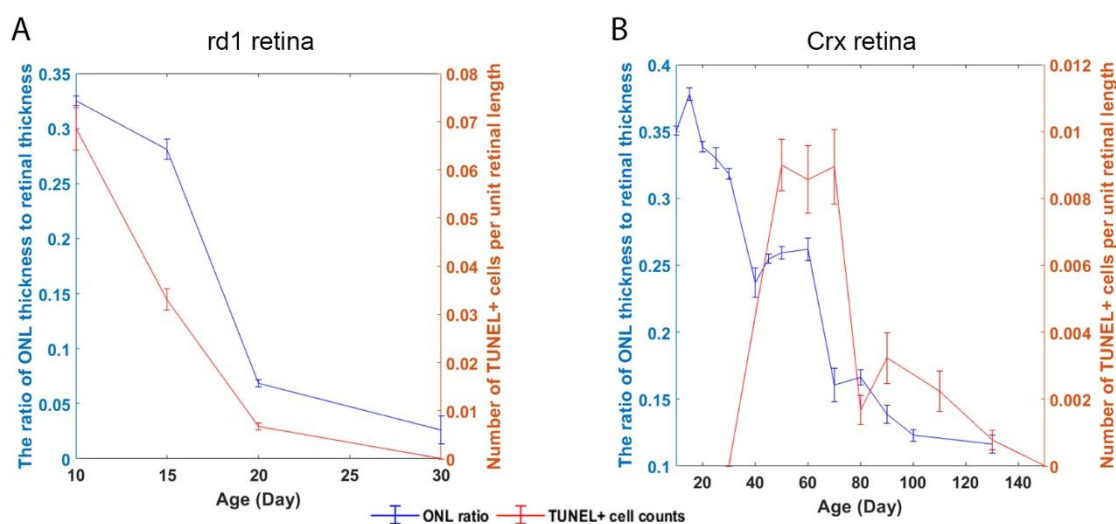 A
rd1 retina
The ratio of ONL thickness to retinal thickness
0.35
0.3
0.25
0.2
0.15
0.1
0.05
0
0.08
0.07
0.06
0.05
0.04
0.03
0.02
0.01
0
Number of TUNEL+ cells per unit retinal length
10 15 20 25 30
Age (Day)
B
Crx retina
The ratio of ONL thickness to retinal thickness
0.4
0.35
0.3
0.25
0.2
0.15
0.1
0.012
0.01
0.008
0.006
0.004
0.002
0
Number of TUNEL+ cells per unit retinal length
20 40 60 80 100 120 140
Age (Day)
ONL ratio TUNEL+ cell counts